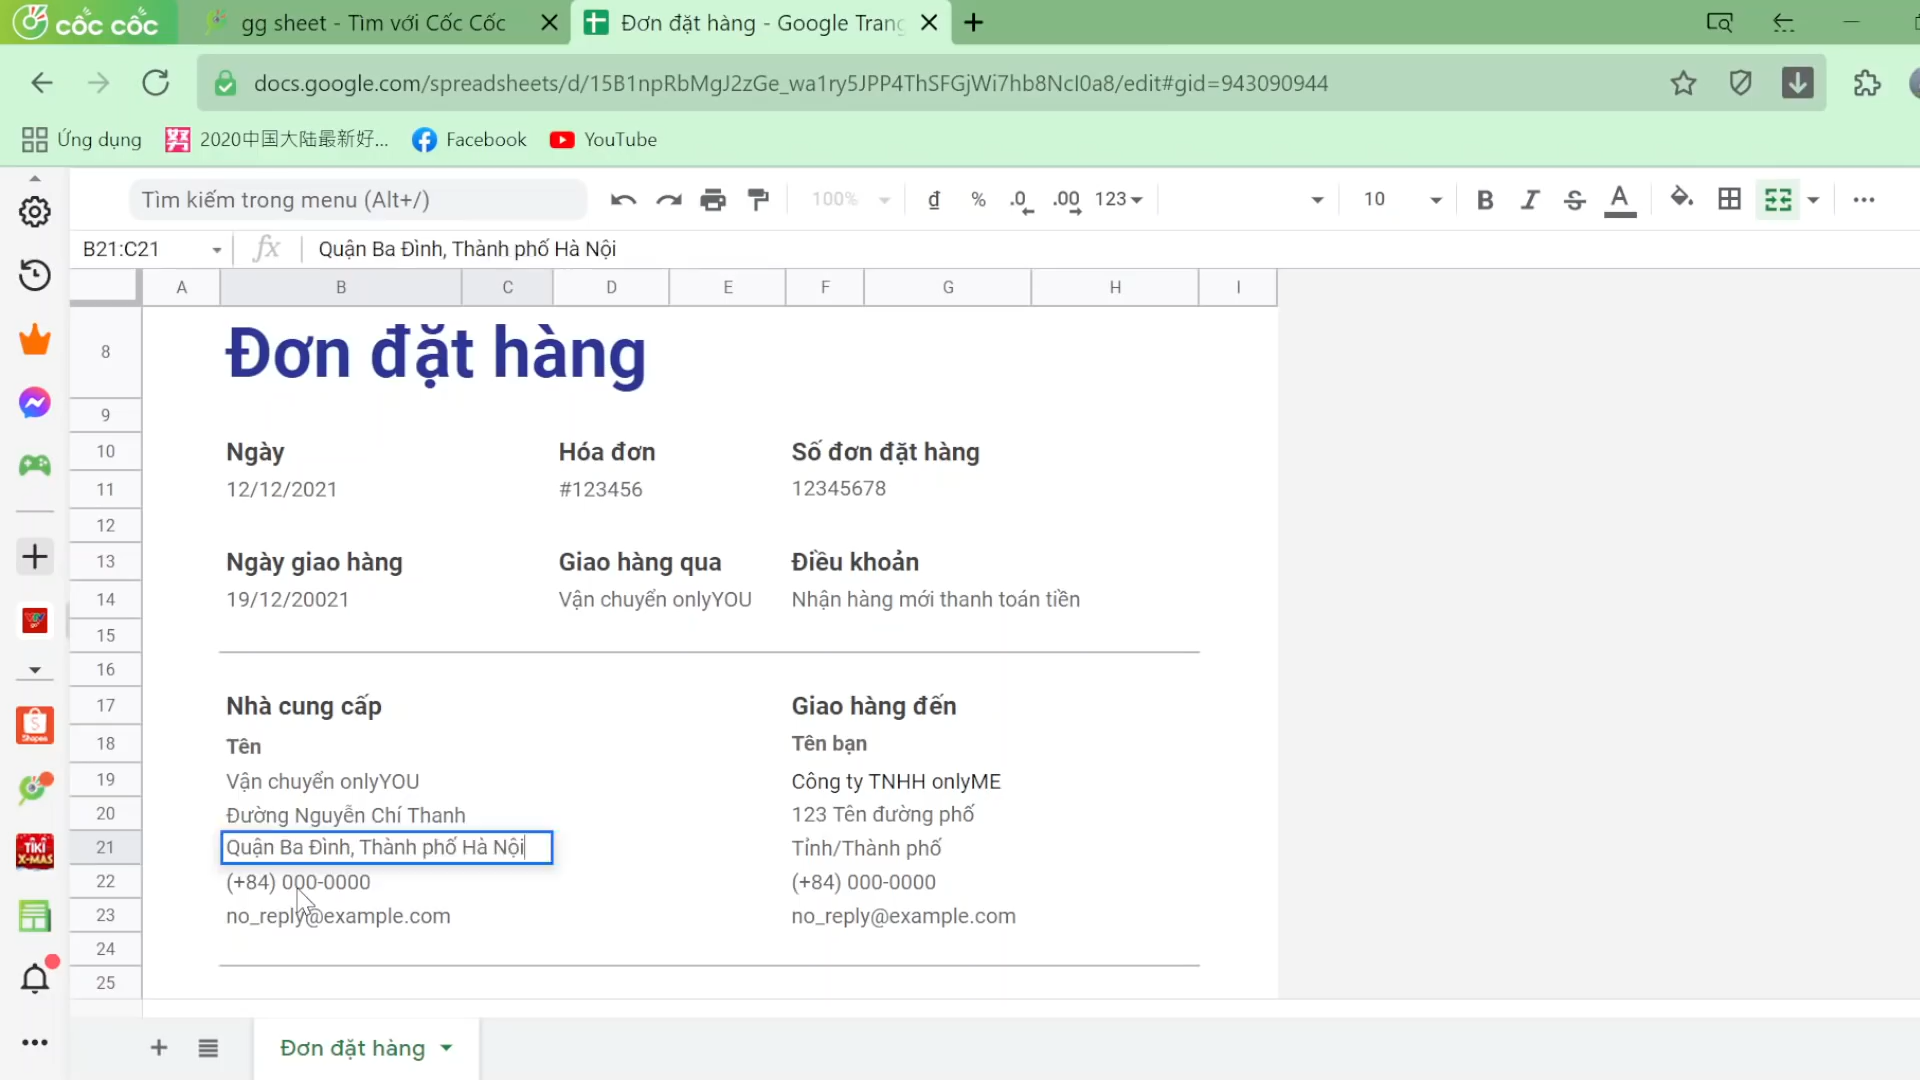 cốc cốc
gg sheet - Tìm với Cốc Cốc
Đơn đặt hàng - Google Trang
docs.google.com/spreadsheets/d/15B1npRbMgJ2zGe_wa1ry5JPP4ThSFGjWi7hb8NcI0a8/edit#gid=943090944
Ứng dụng
2020中国大陆最新好...
Facebook
YouTube
Tìm kiếm trong menu (Alt+/)
100%
đ % .0 .00 123
10
B I S A
B21:C21
fx
Quận Ba Đình, Thành phố Hà Nội
A B C D E F G H I
8 Đơn đặt hàng
9
10 Ngày Hóa đơn Số đơn đặt hàng
11 12/12/2021 #123456 12345678
12
13 Ngày giao hàng Giao hàng qua Điều khoản
14 19/12/20021 Vận chuyển onlyYOU Nhận hàng mới thanh toán tiền
15
16
17 Nhà cung cấp Giao hàng đến
18 Tên Tên bạn
19 Vận chuyển onlyYOU Công ty TNHH onlyME
20 Đường Nguyễn Chí Thanh 123 Tên đường phố
21 Quận Ba Đình, Thành phố Hà Nội Tỉnh/Thành phố
22 (+84) 000-0000 (+84) 000-0000
23 no_reply@example.com no_reply@example.com
24
25
Shopee
TIKI
X-MAS
Đơn đặt hàng